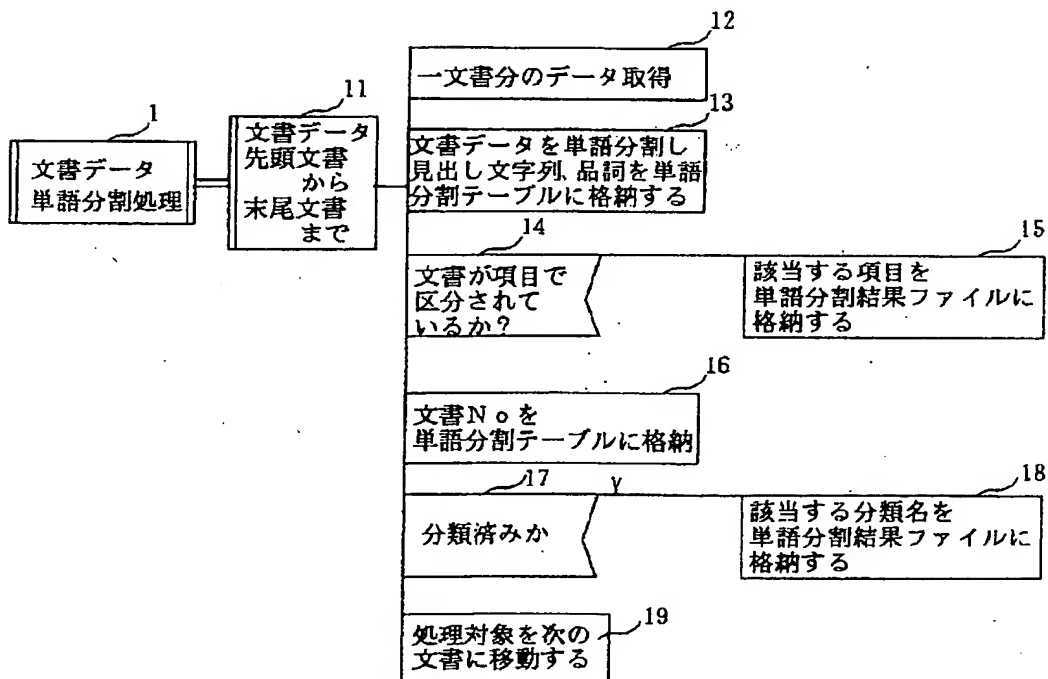 1
文書データ
単語分割処理
11
文書データ
先頭文書
から
末尾文書
まで
12
一文書分のデータ取得
13
文書データを単語分割し
見出し文字列、品詞を単語
分割テーブルに格納する
14
文書が項目で
区分されて
いるか?
15
該当する項目を
単語分割結果ファイルに
格納する
16
文書Noを
単語分割テーブルに格納
17
分類済みか
Y
18
該当する分類名を
単語分割結果ファイルに
格納する
19
処理対象を次の
文書に移動する